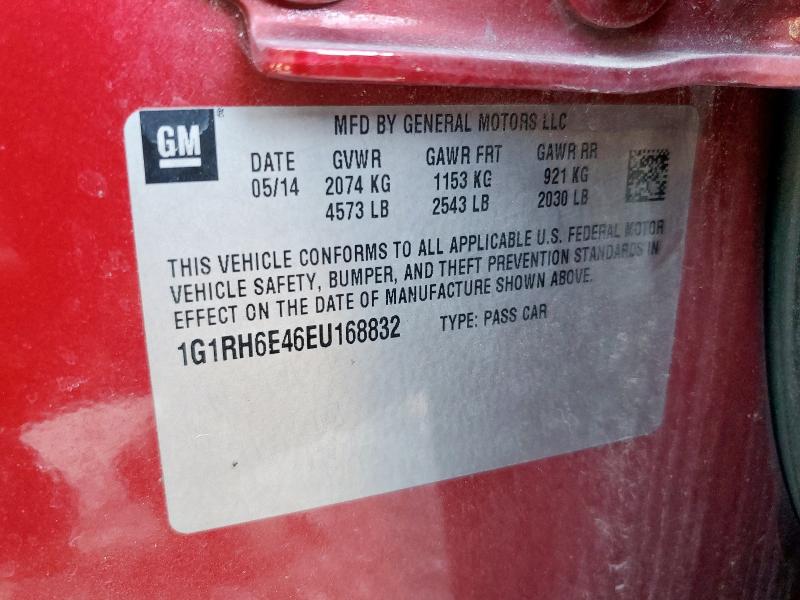 GM
MFD BY GENERAL MOTORS LLC
DATE GVWR GAWR FRT GAWR RR
05/14 2074 KG 1153 KG 921 KG
4573 LB 2543 LB 2030 LB
THIS VEHICLE CONFORMS TO ALL APPLICABLE U.S. FEDERAL MOTOR
VEHICLE SAFETY, BUMPER, AND THEFT PREVENTION STANDARDS IN
EFFECT ON THE DATE OF MANUFACTURE SHOWN ABOVE.
1G1RH6E46EU168832 TYPE: PASS CAR